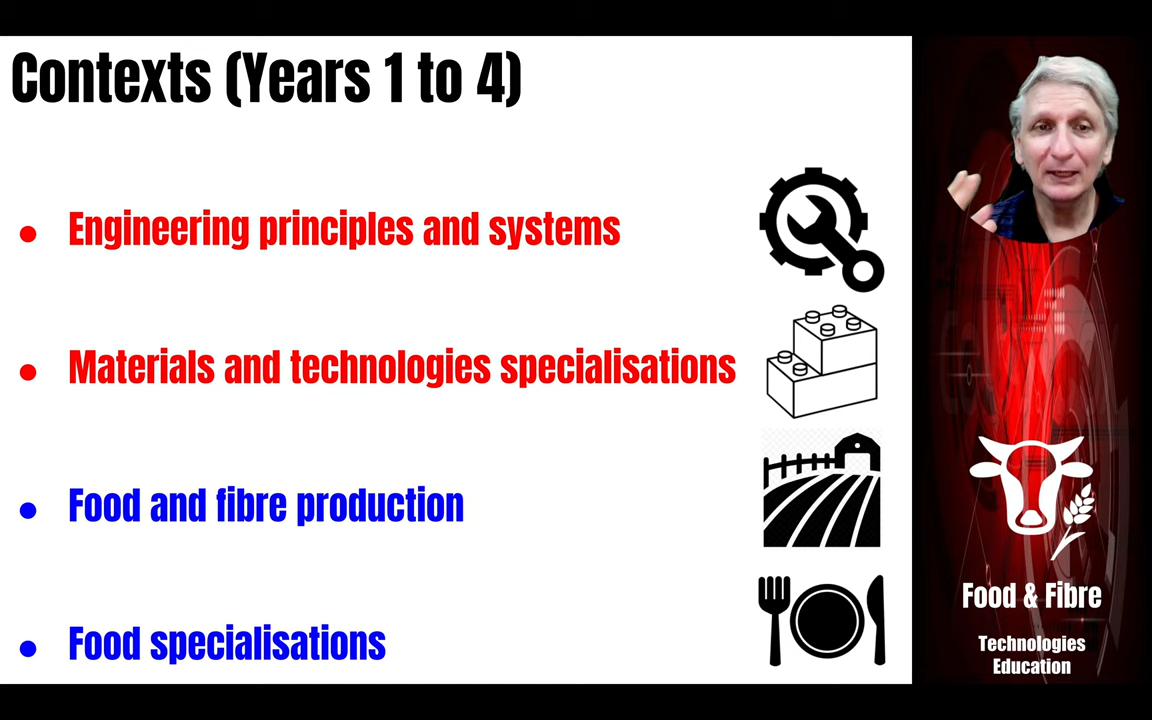 Contexts (Years 1 to 4)
Engineering principles and systems
Materials and technologies specialisations
Food and fibre production
Food specialisations
Food & Fibre
Technologies
Education